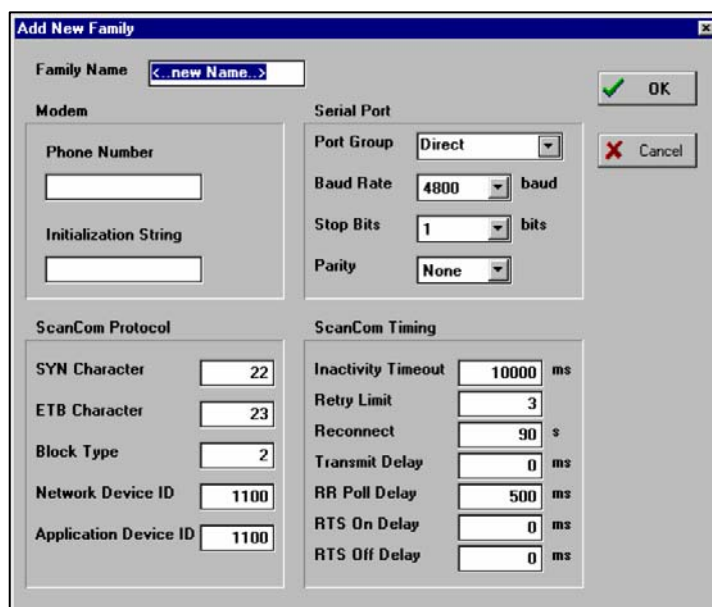 Add New Family
Family Name <..new Name..>
OK
Cancel
Modem
Phone Number
Initialization String
Serial Port
Port Group Direct
Baud Rate 4800 baud
Stop Bits 1 bits
Parity None
ScanCom Protocol
SYN Character 22
ETB Character 23
Block Type 2
Network Device ID 1100
Application Device ID 1100
ScanCom Timing
Inactivity Timeout 10000 ms
Retry Limit 3
Reconnect 90 s
Transmit Delay 0 ms
RR Poll Delay 500 ms
RTS On Delay 0 ms
RTS Off Delay 0 ms